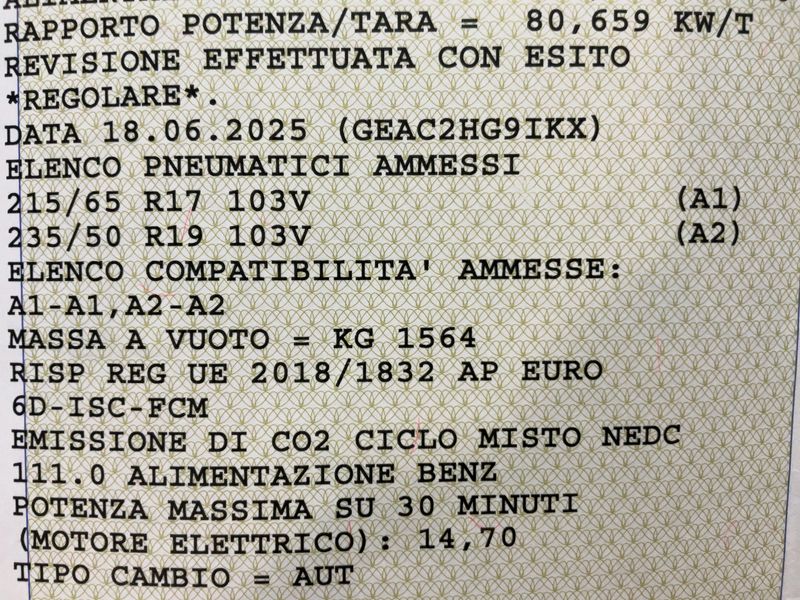 RAPPORTO POTENZA/TARA = 80,659 KW/T
REVISIONE EFFETTUATA CON ESITO
*REGOLARE*.
DATA 18.06.2025 (GEAC2HG9IKX)
ELENCO PNEUMATICI AMMESSI
215/65 R17 103V (A1)
235/50 R19 103V (A2)
ELENCO COMPATIBILITA' AMMESSE:
A1-A1,A2-A2
MASSA A VUOTO = KG 1564
RISP REG UE 2018/1832 AP EURO
6D-ISC-FCM
EMISSIONE DI CO2 CICLO MISTO NEDC
111.0 ALIMENTAZIONE BENZ
POTENZA MASSIMA SU 30 MINUTI
(MOTORE ELETTRICO): 14,70
TIPO CAMBIO = AUT